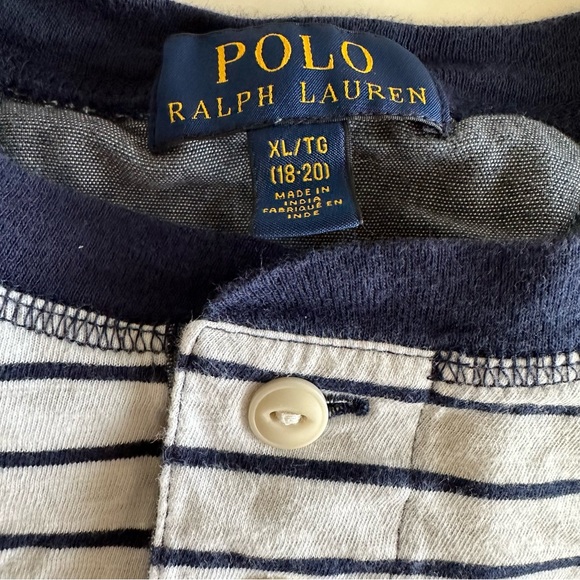 POLO
RALPH LAUREN
XL/TG
(18-20)
MADE IN
INDIA
FABRIQUÉ EN
INDE